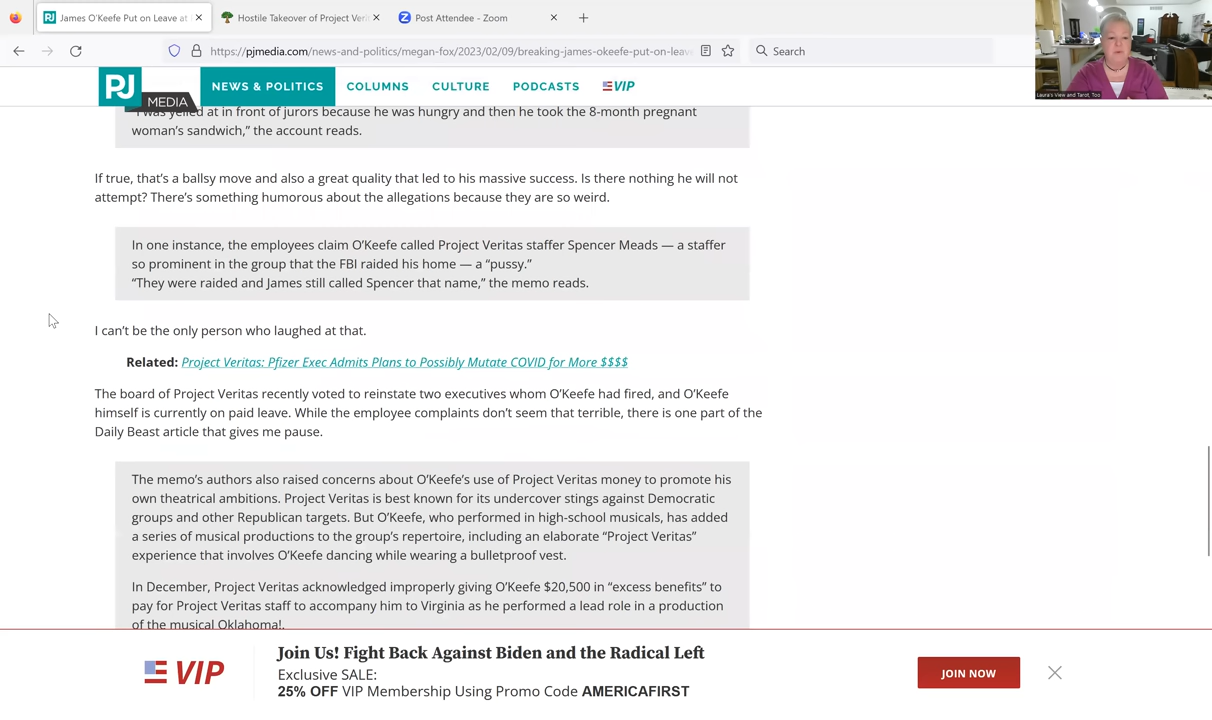 James O'Keefe Put on Leave at
Hostile Takeover of Project Veri
Post Attendee - Zoom
https://pjmedia.com/news-and-politics/megan-fox/2023/02/09/breaking-james-okeefe-put-on-leave
Search
PJ MEDIA
NEWS & POLITICS
COLUMNS
CULTURE
PODCASTS
VIP
Laura's View and Tarot, Too
"I was yelled at in front of jurors because he was hungry and then he took the 8-month pregnant
woman's sandwich," the account reads.
If true, that's a ballsy move and also a great quality that led to his massive success. Is there nothing he will not
attempt? There's something humorous about the allegations because they are so weird.
In one instance, the employees claim O'Keefe called Project Veritas staffer Spencer Meads — a staffer
so prominent in the group that the FBI raided his home — a "pussy."
"They were raided and James still called Spencer that name," the memo reads.
I can't be the only person who laughed at that.
Related: Project Veritas: Pfizer Exec Admits Plans to Possibly Mutate COVID for More $$$$
The board of Project Veritas recently voted to reinstate two executives whom O'Keefe had fired, and O'Keefe
himself is currently on paid leave. While the employee complaints don't seem that terrible, there is one part of the
Daily Beast article that gives me pause.
The memo's authors also raised concerns about O'Keefe's use of Project Veritas money to promote his
own theatrical ambitions. Project Veritas is best known for its undercover stings against Democratic
groups and other Republican targets. But O'Keefe, who performed in high-school musicals, has added
a series of musical productions to the group's repertoire, including an elaborate "Project Veritas"
experience that involves O'Keefe dancing while wearing a bulletproof vest.
In December, Project Veritas acknowledged improperly giving O'Keefe $20,500 in "excess benefits" to
pay for Project Veritas staff to accompany him to Virginia as he performed a lead role in a production
of the musical Oklahoma!.
VIP
Join Us! Fight Back Against Biden and the Radical Left
Exclusive SALE:
25% OFF VIP Membership Using Promo Code AMERICAFIRST
JOIN NOW